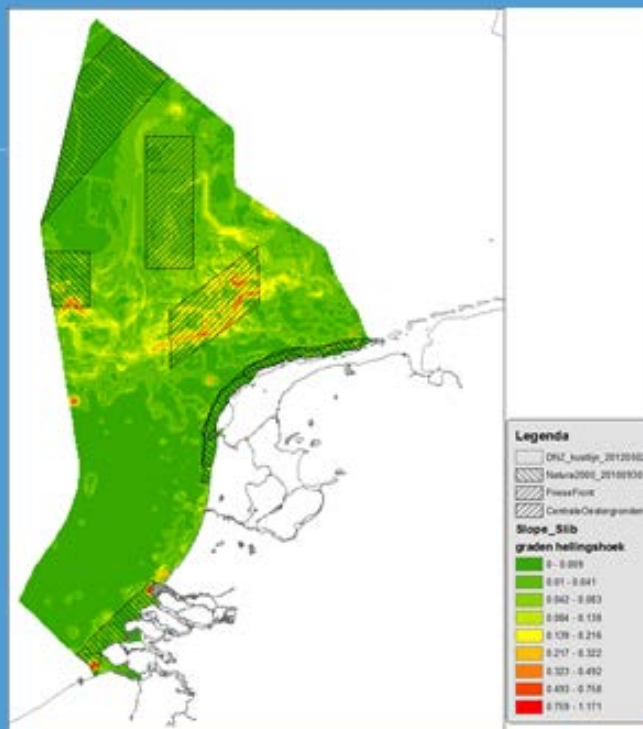 Legenda
Natura2000_20100930
FrieseFront
CentraleOestergronden
Slope_Slib
graden hellingshoek
0 - 0.009
0.01 - 0.041
0.042 - 0.083
0.084 - 0.138
0.139 - 0.216
0.217 - 0.322
0.323 - 0.492
0.493 - 0.758
0.759 - 1.171